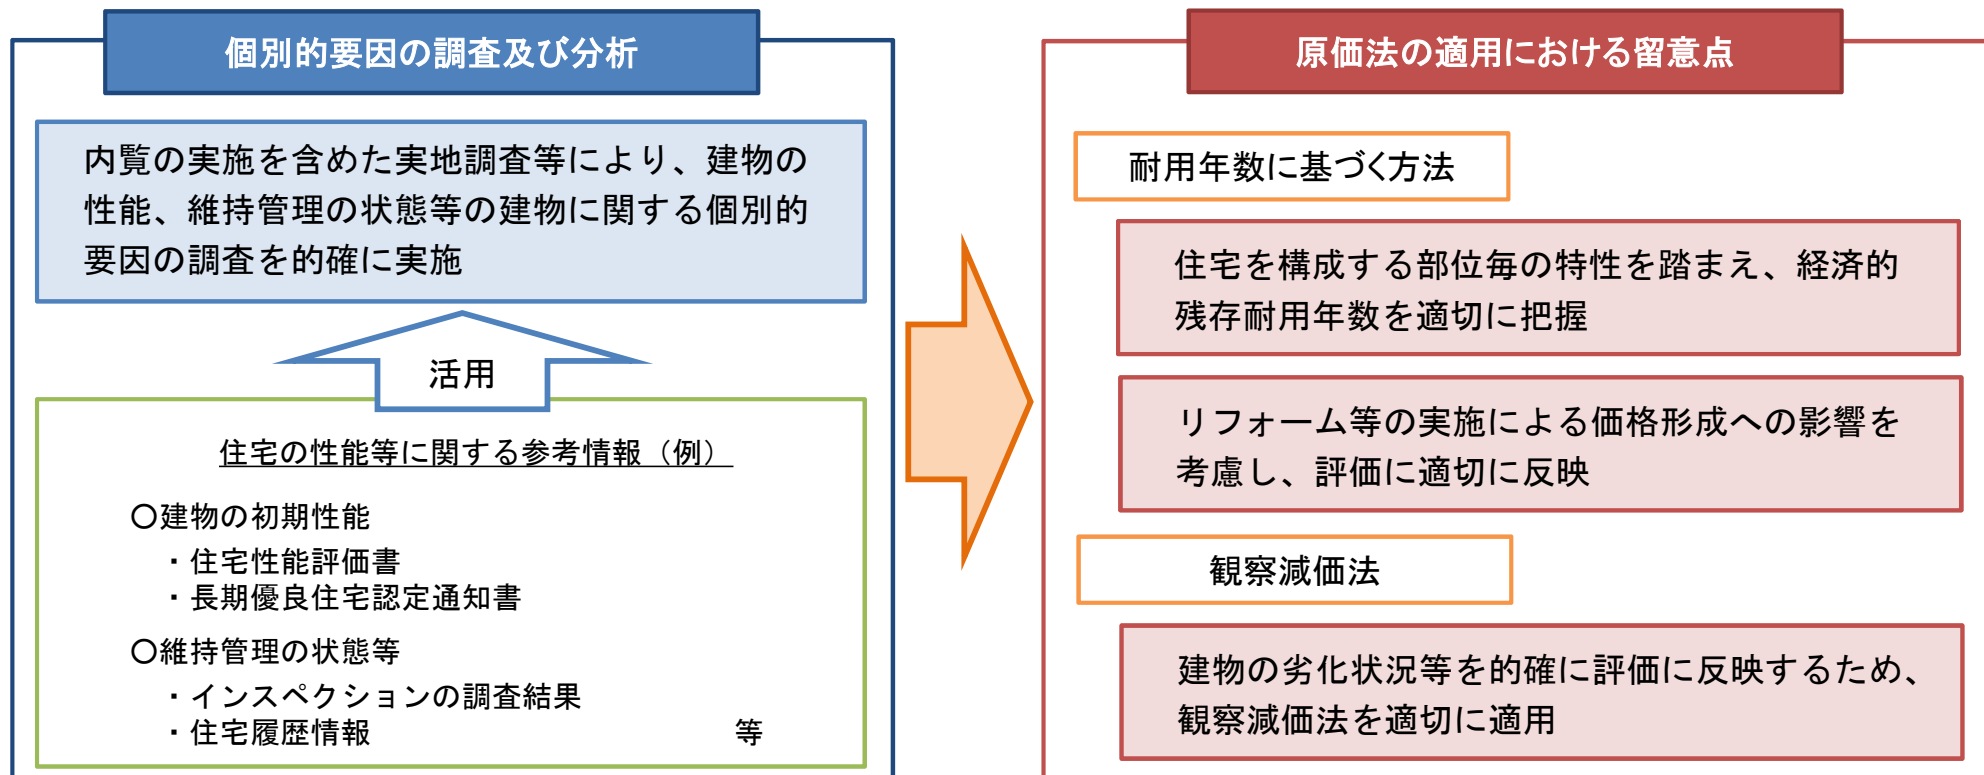 個別的要因の調査及び分析
内覧の実施を含めた実地調査等により、建物の
性能、維持管理の状態等の建物に関する個別的
要因の調査を的確に実施
活用
住宅の性能等に関する参考情報（例）
〇建物の初期性能
・住宅性能評価書
・長期優良住宅認定通知書
〇維持管理の状態等
・インスペクションの調査結果
・住宅履歴情報 等
原価法の適用における留意点
耐用年数に基づく方法
住宅を構成する部位毎の特性を踏まえ、経済的
残存耐用年数を適切に把握
リフォーム等の実施による価格形成への影響を
考慮し、評価に適切に反映
観察減価法
建物の劣化状況等を的確に評価に反映するため、
観察減価法を適切に適用